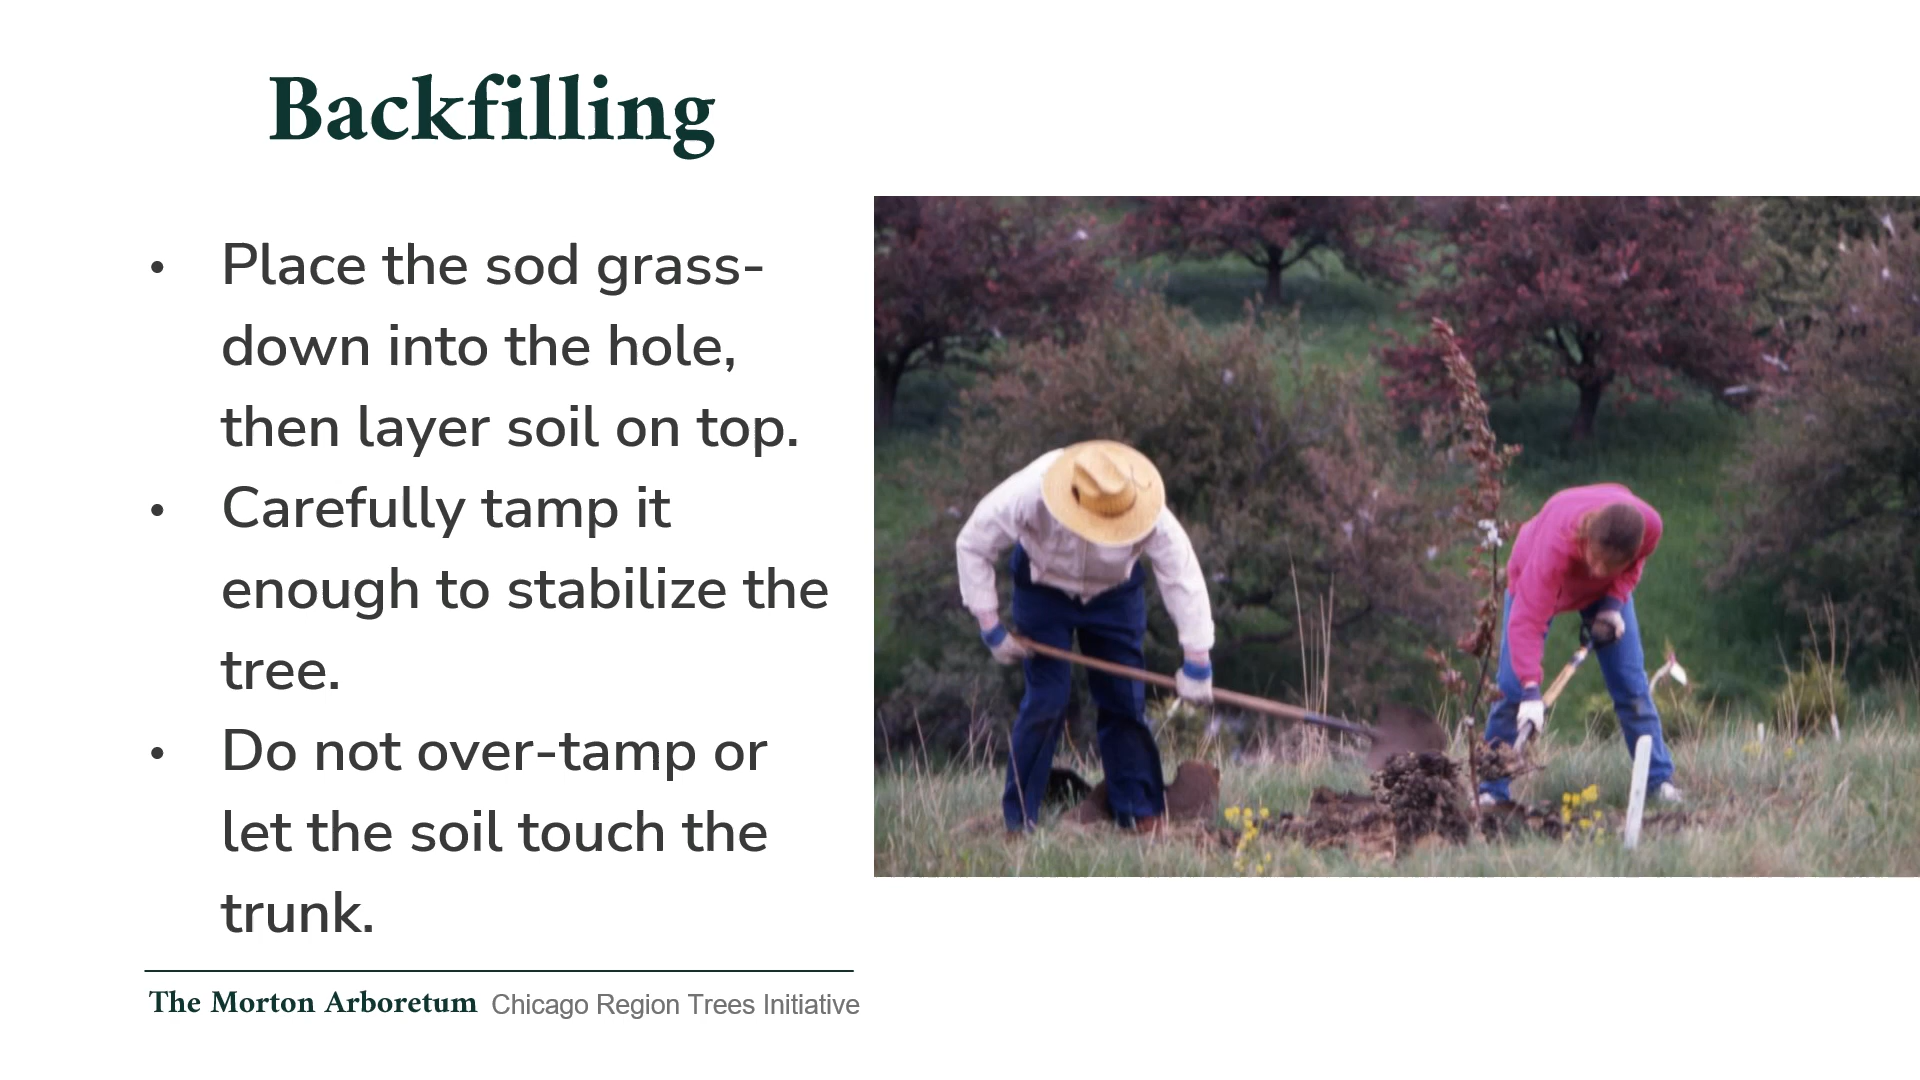 Backfilling
• Place the sod grass-
down into the hole,
then layer soil on top.
• Carefully tamp it
enough to stabilize the
tree.
• Do not over-tamp or
let the soil touch the
trunk.
The Morton Arboretum Chicago Region Trees Initiative